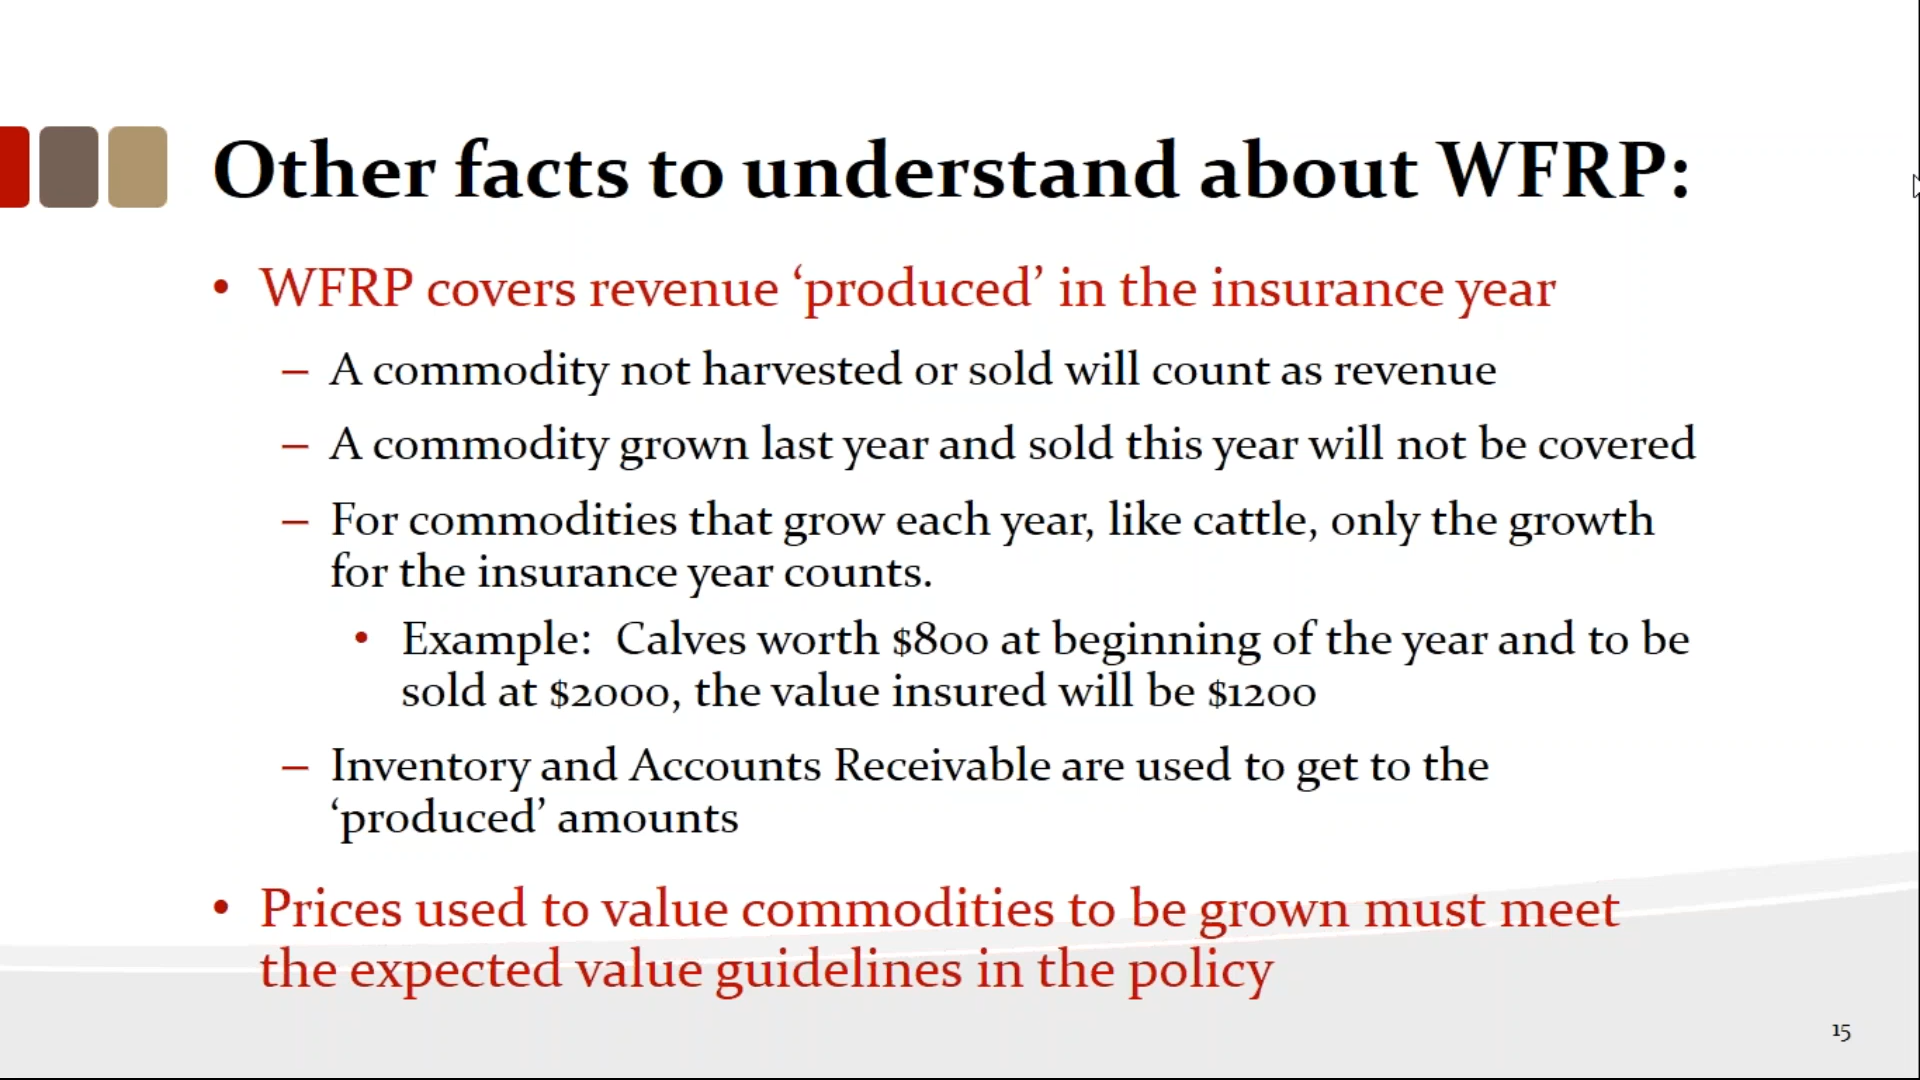 Other facts to understand about WFRP:
• WFRP covers revenue ‘produced’ in the insurance year
– A commodity not harvested or sold will count as revenue
– A commodity grown last year and sold this year will not be covered
– For commodities that grow each year, like cattle, only the growth
for the insurance year counts.
• Example:  Calves worth $800 at beginning of the year and to be
sold at $2000, the value insured will be $1200
– Inventory and Accounts Receivable are used to get to the
‘produced’ amounts
• Prices used to value commodities to be grown must meet
the expected value guidelines in the policy
15